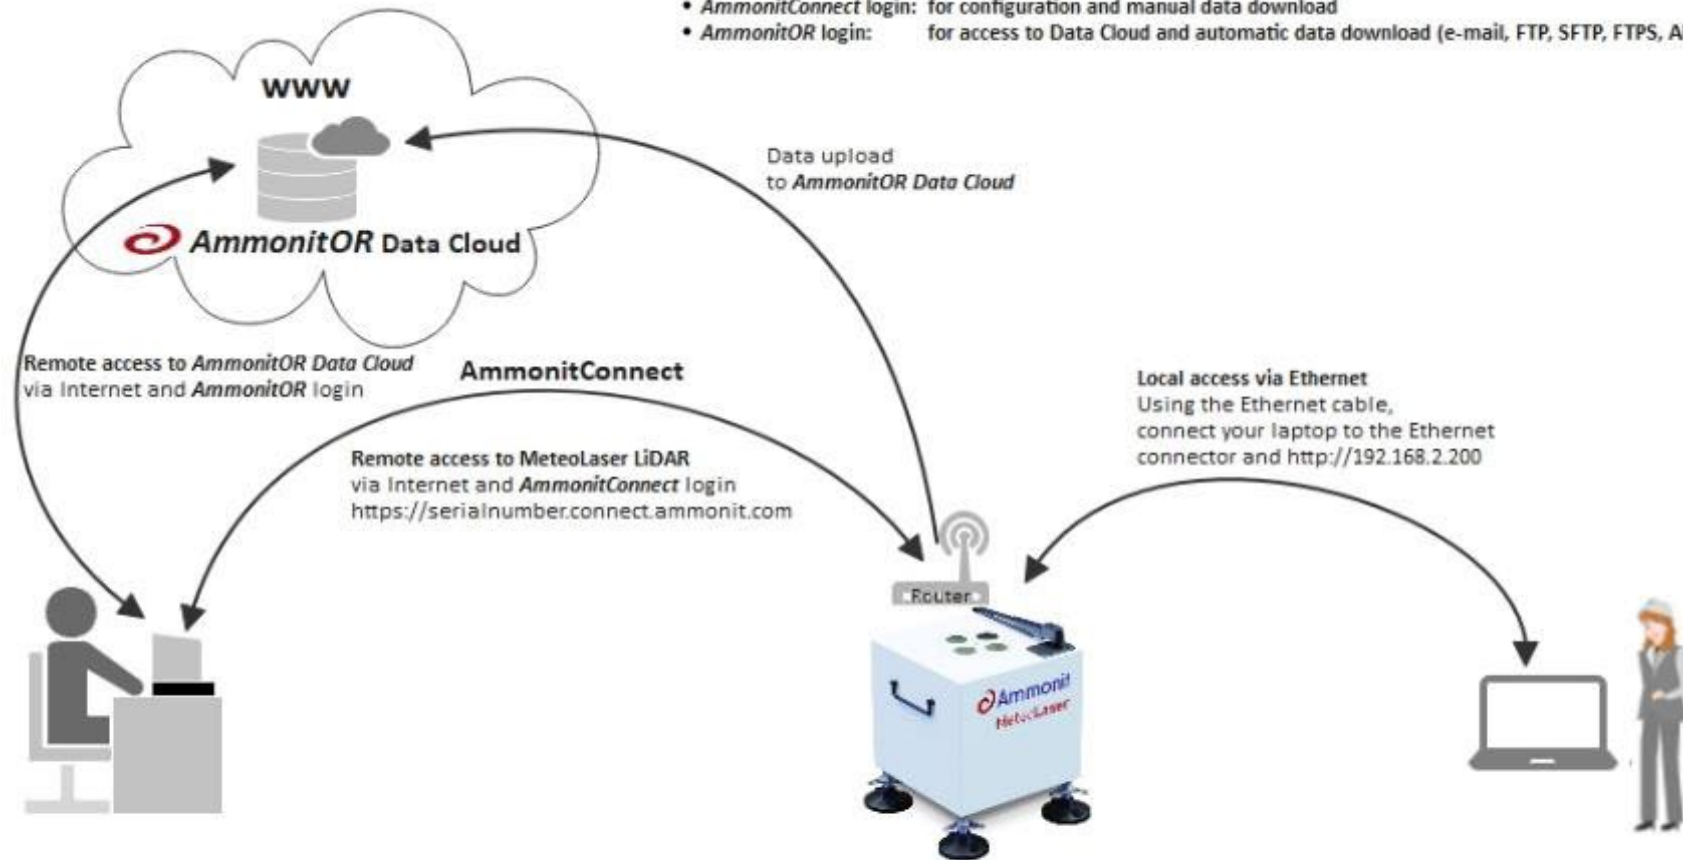 • AmmonitConnect login: for configuration and manual data download
• AmmonitOR login: for access to Data Cloud and automatic data download (e-mail, FTP, SFTP, FTPS,
WWW
Data upload
to AmmonitOR Data Cloud
AmmonitOR Data Cloud
Remote access to AmmonitOR Data Cloud
via Internet and AmmonitOR login
AmmonitConnect
Remote access to MeteoLaser LiDAR
via Internet and AmmonitConnect login
https://serialnumber.connect.ammonit.com
Local access via Ethernet
Using the Ethernet cable,
connect your laptop to the Ethernet
connector and http://192.168.2.200
Router
Ammonit
MeteoLaser